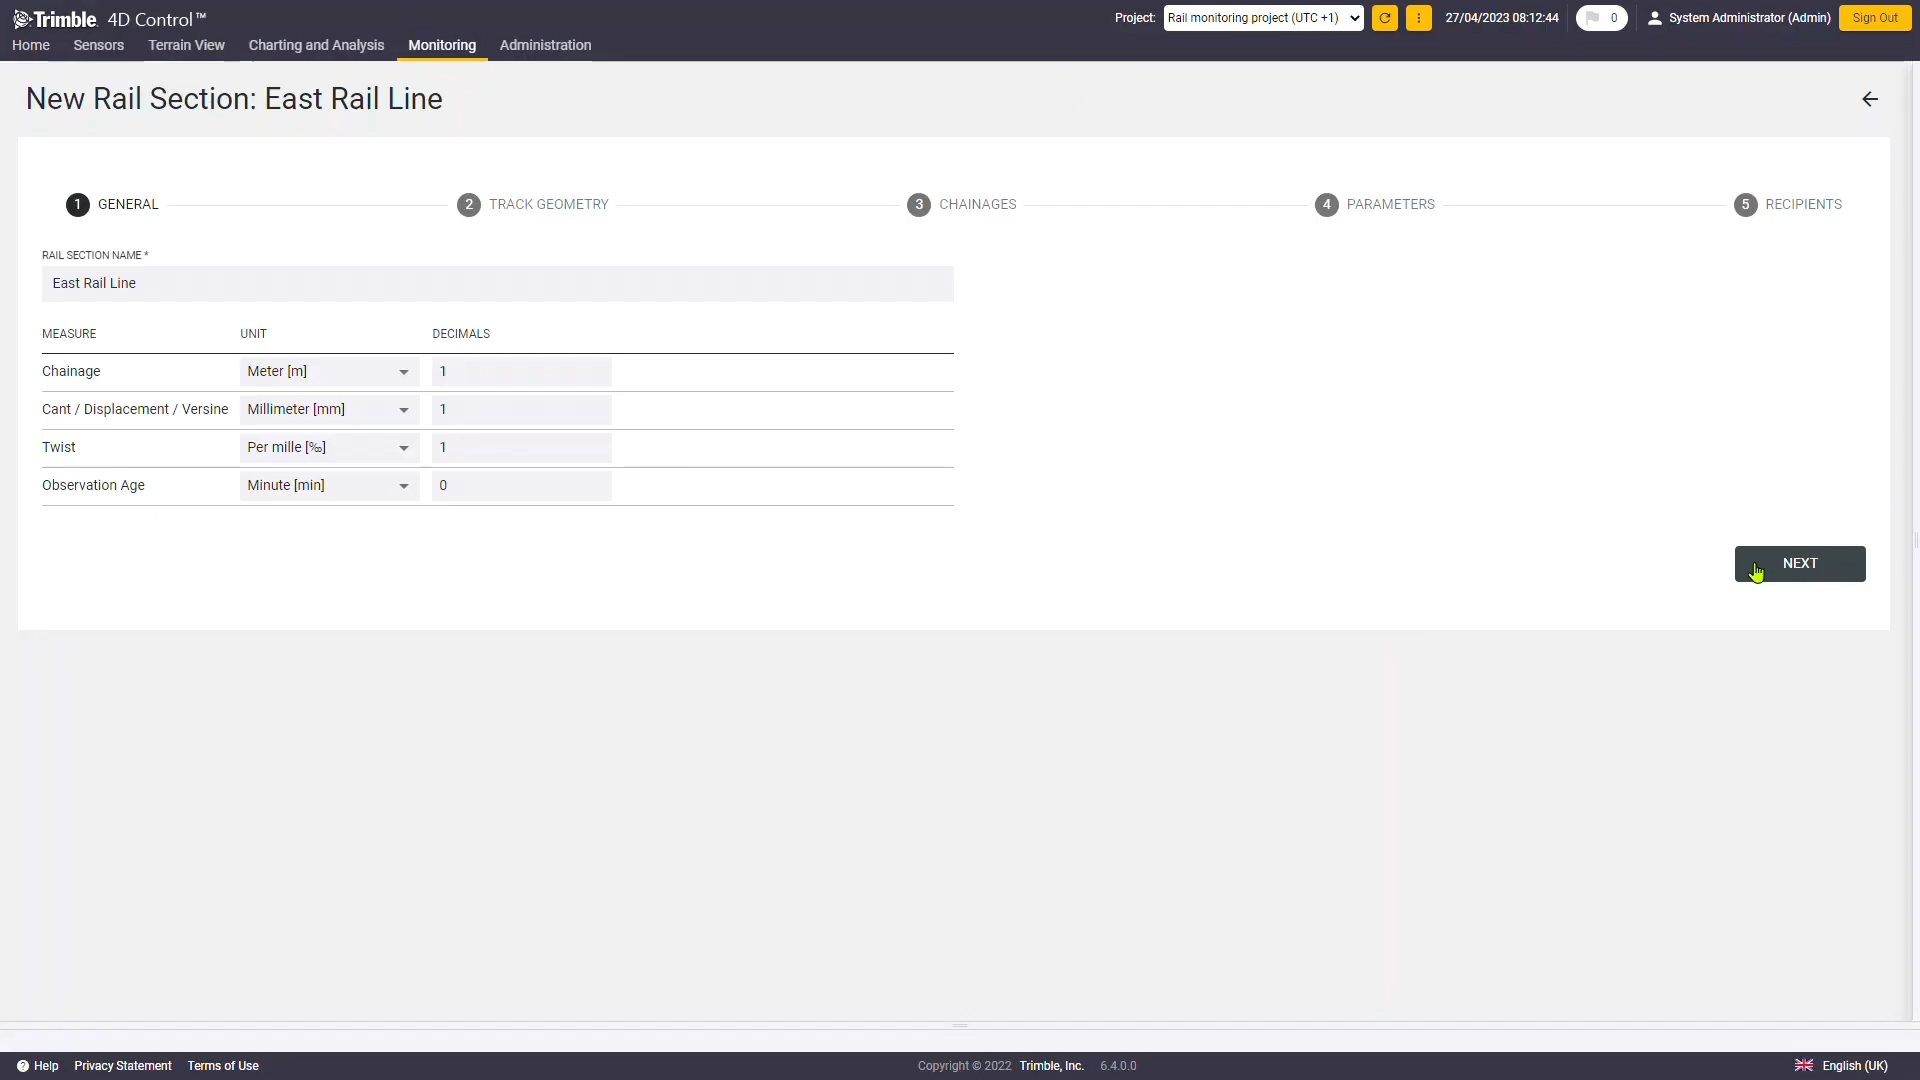 Trimble 4D Control™
Project: Rail monitoring project (UTC +1) 27/04/2023 08:12:44 0 System Administrator (Admin) Sign Out
Home Sensors Terrain View Charting and Analysis Monitoring Administration
New Rail Section: East Rail Line
1 GENERAL 2 TRACK GEOMETRY 3 CHAINAGES 4 PARAMETERS 5 RECIPIENTS
RAIL SECTION NAME *
East Rail Line
MEASURE UNIT DECIMALS
Chainage Meter [m] 1
Cant / Displacement / Versine Millimeter [mm] 1
Twist Per mille [‰] 1
Observation Age Minute [min] 0
NEXT
? Help Privacy Statement Terms of Use Copyright © 2022 Trimble, Inc. 6.4.0.0 English (UK)